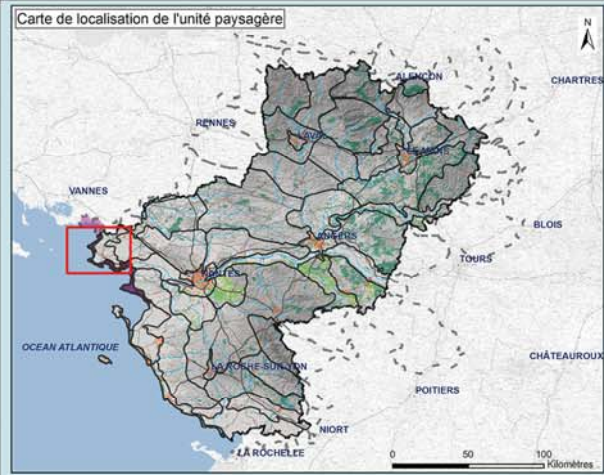 Carte de localisation de l'unité paysagère
N
ALENÇON
CHARTRES
RENNES
LAVAL
LE MANS
VANNES
BLOIS
ANGERS
TOURS
NANTES
OCEAN ATLANTIQUE
CHÂTEAUROUX
LA ROCHE-SUR-YON
POITIERS
NIORT
LA ROCHELLE
0 50 100
Kilomètres